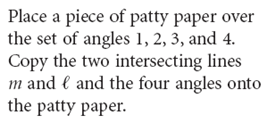 Place a piece of patty paper over
the set of angles 1, 2, 3, and 4.
Copy the two intersecting lines
m and ℓ and the four angles onto
the patty paper.